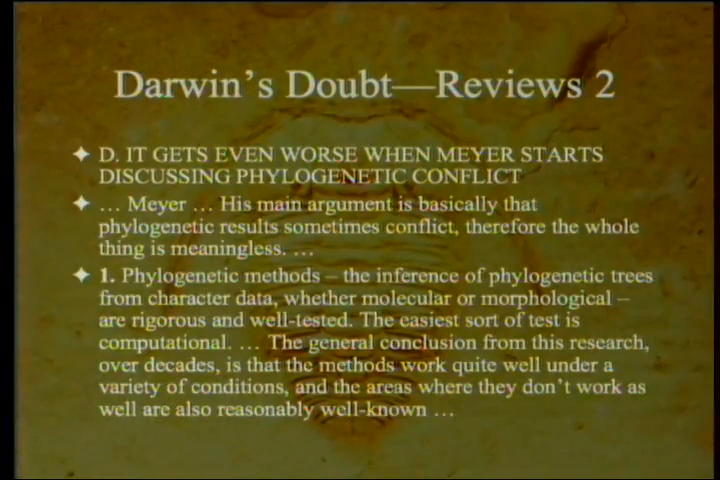 Darwin's Doubt—Reviews 2
✦ D. IT GETS EVEN WORSE WHEN MEYER STARTS
DISCUSSING PHYLOGENETIC CONFLICT
✦ … Meyer … His main argument is basically that
phylogenetic results sometimes conflict, therefore the whole
thing is meaningless. …
✦ 1. Phylogenetic methods – the inference of phylogenetic trees
from character data, whether molecular or morphological –
are rigorous and well-tested. The easiest sort of test is
computational. … The general conclusion from this research,
over decades, is that the methods work quite well under a
variety of conditions, and the areas where they don't work as
well are also reasonably well-known …